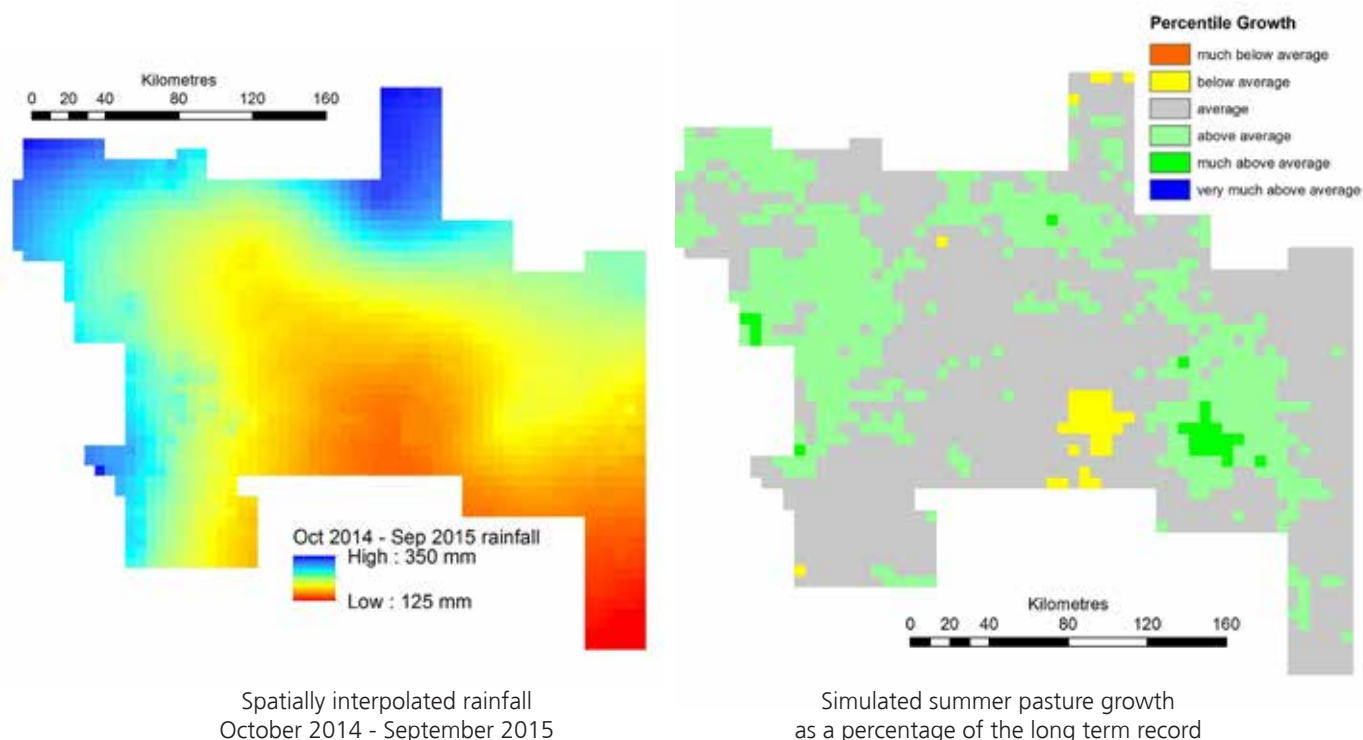 Kilometres
0 20 40 80 120 160
Oct 2014 - Sep 2015 rainfall
High : 350 mm
Low : 125 mm
Spatially interpolated rainfall
October 2014 - September 2015
Percentile Growth
much below average
below average
average
above average
much above average
very much above average
Kilometres
0 20 40 80 120 160
Simulated summer pasture growth
as a percentage of the long term record